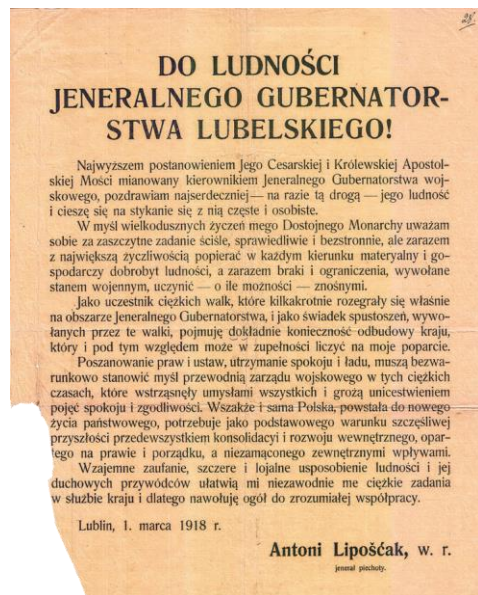 28.
DO LUDNOŚCI
JENERALNEGO GUBERNATOR-
STWA LUBELSKIEGO!
Najwyższem postanowieniem Jego Cesarskiej i Królewskiej Apostol-
skiej Mości mianowany kierownikiem Jeneralnego Gubernatorstwa woj-
skowego, pozdrawiam najserdeczniej — na razie tą drogą — jego ludność
i cieszę się na stykanie się z nią częste i osobiste.
W myśl wielkodusznych życzeń mego Dostojnego Monarchy uważam
sobie za zaszczytne zadanie ściśle, sprawiedliwie i bezstronnie, ale zarazem
z największą życzliwością popierać w każdym kierunku materyalny i go-
spodarczy dobrobyt ludności, a zarazem braki i ograniczenia, wywołane
stanem wojennym, uczynić — o ile możności — znośnymi.
Jako uczestnik ciężkich walk, które kilkakrotnie rozegrały się właśnie
na obszarze Jeneralnego Gubernatorstwa, i jako świadek spustoszeń, wywo-
łanych przez te walki, pojmuję dokładnie konieczność odbudowy kraju,
który i pod tym względem może w zupełności liczyć na moje poparcie.
Poszanowanie praw i ustaw, utrzymanie spokoju i ładu, muszą bezwa-
runkowo stanowić myśl przewodnią zarządu wojskowego w tych ciężkich
czasach, które wstrząsnęły umysłami wszystkich i grożą unicestwieniem
pojęć spokoju i zgodliwości. Wszakże i sama Polska, powstała do nowego
życia państwowego, potrzebuje jako podstawowego warunku szczęśliwej
przyszłości przedewszystkiem konsolidacyi i rozwoju wewnętrznego, opar-
tego na prawie i porządku, a niezamąconego zewnętrznymi wpływami.
Wzajemne zaufanie, szczere i lojalne usposobienie ludności i jej
duchowych przywódców ułatwią mi niezawodnie me ciężkie zadania
w służbie kraju i dlatego nawołuję ogół do zrozumiałej współpracy.
Lublin, 1. marca 1918 r.
Antoni Lipošćak, w. r.
jenerał piechoty.